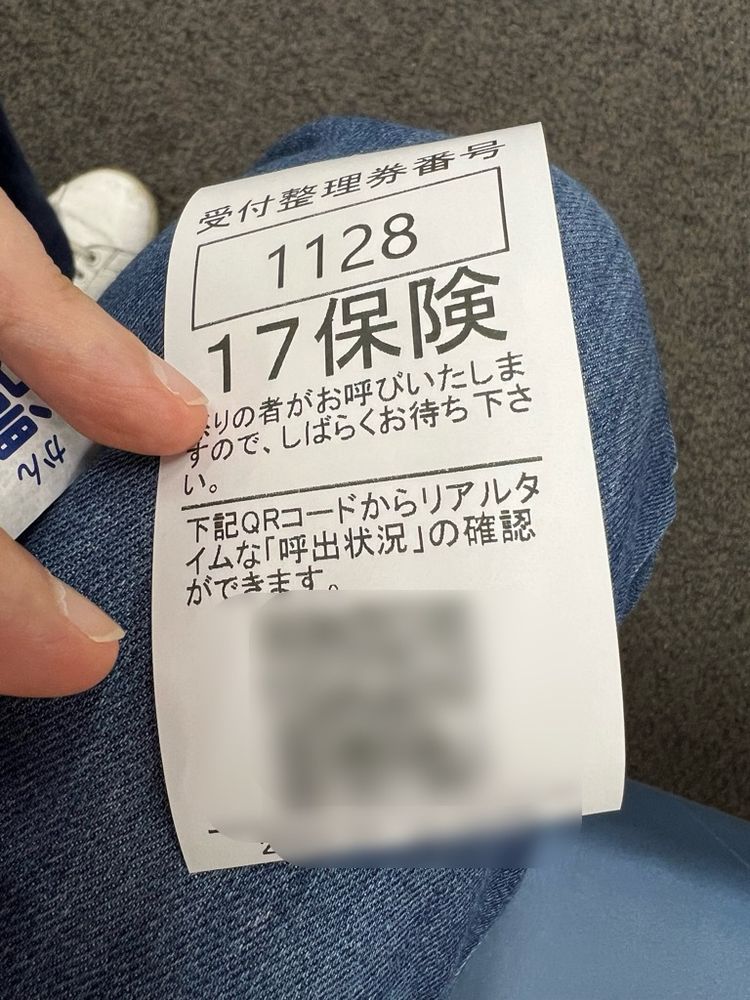 受付整理券番号
1128
17保険
りの者がお呼びいたしま
すので、しばらくお待ち下さ
い。
下記QRコードからリアルタ
イムな「呼出状況」の確認
ができます。
かん